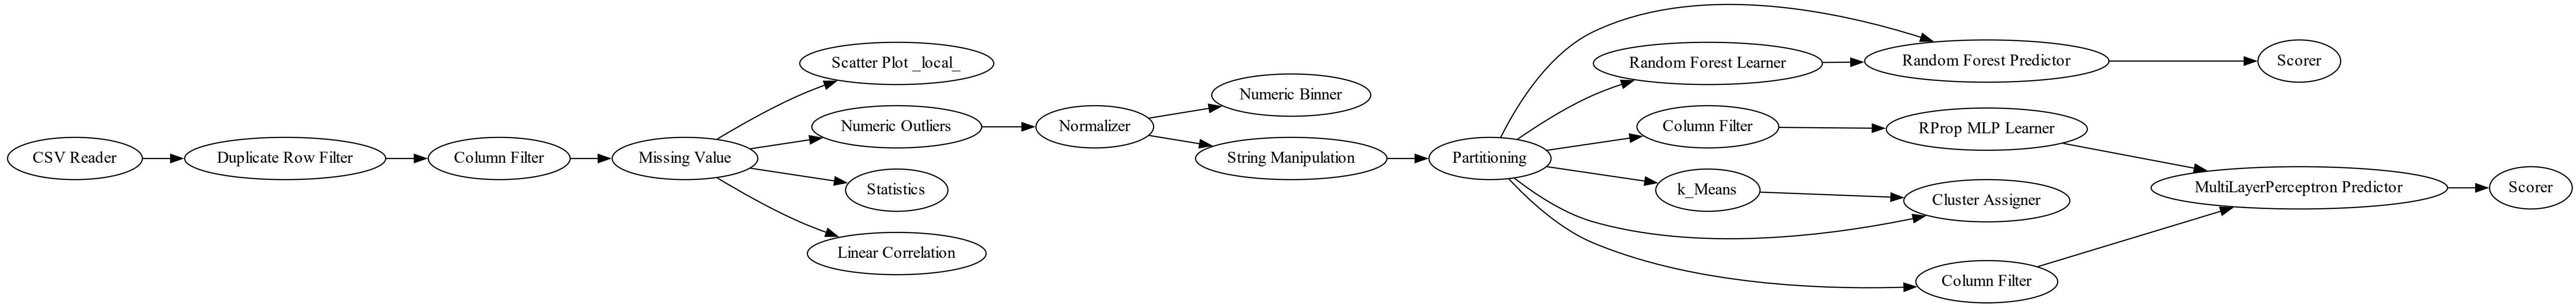 CSV Reader
Duplicate Row Filter
Column Filter
Missing Value
Scatter Plot _local_
Numeric Outliers
Statistics
Linear Correlation
Normalizer
Numeric Binner
String Manipulation
Partitioning
Random Forest Learner
Column Filter
k_Means
Random Forest Predictor
RProp MLP Learner
Cluster Assigner
Column Filter
Scorer
MultiLayerPerceptron Predictor
Scorer